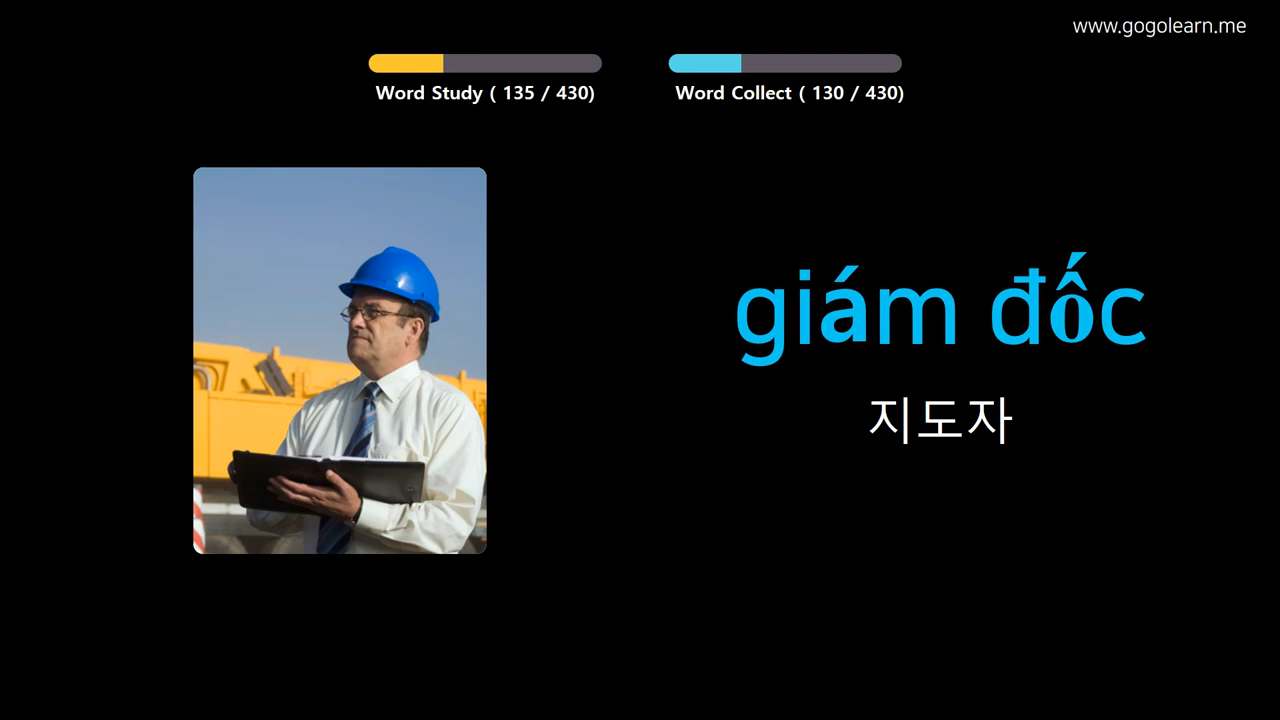 www.gogolearn.me
Word Study ( 135 / 430)
Word Collect ( 130 / 430)
giám đốc
지도자